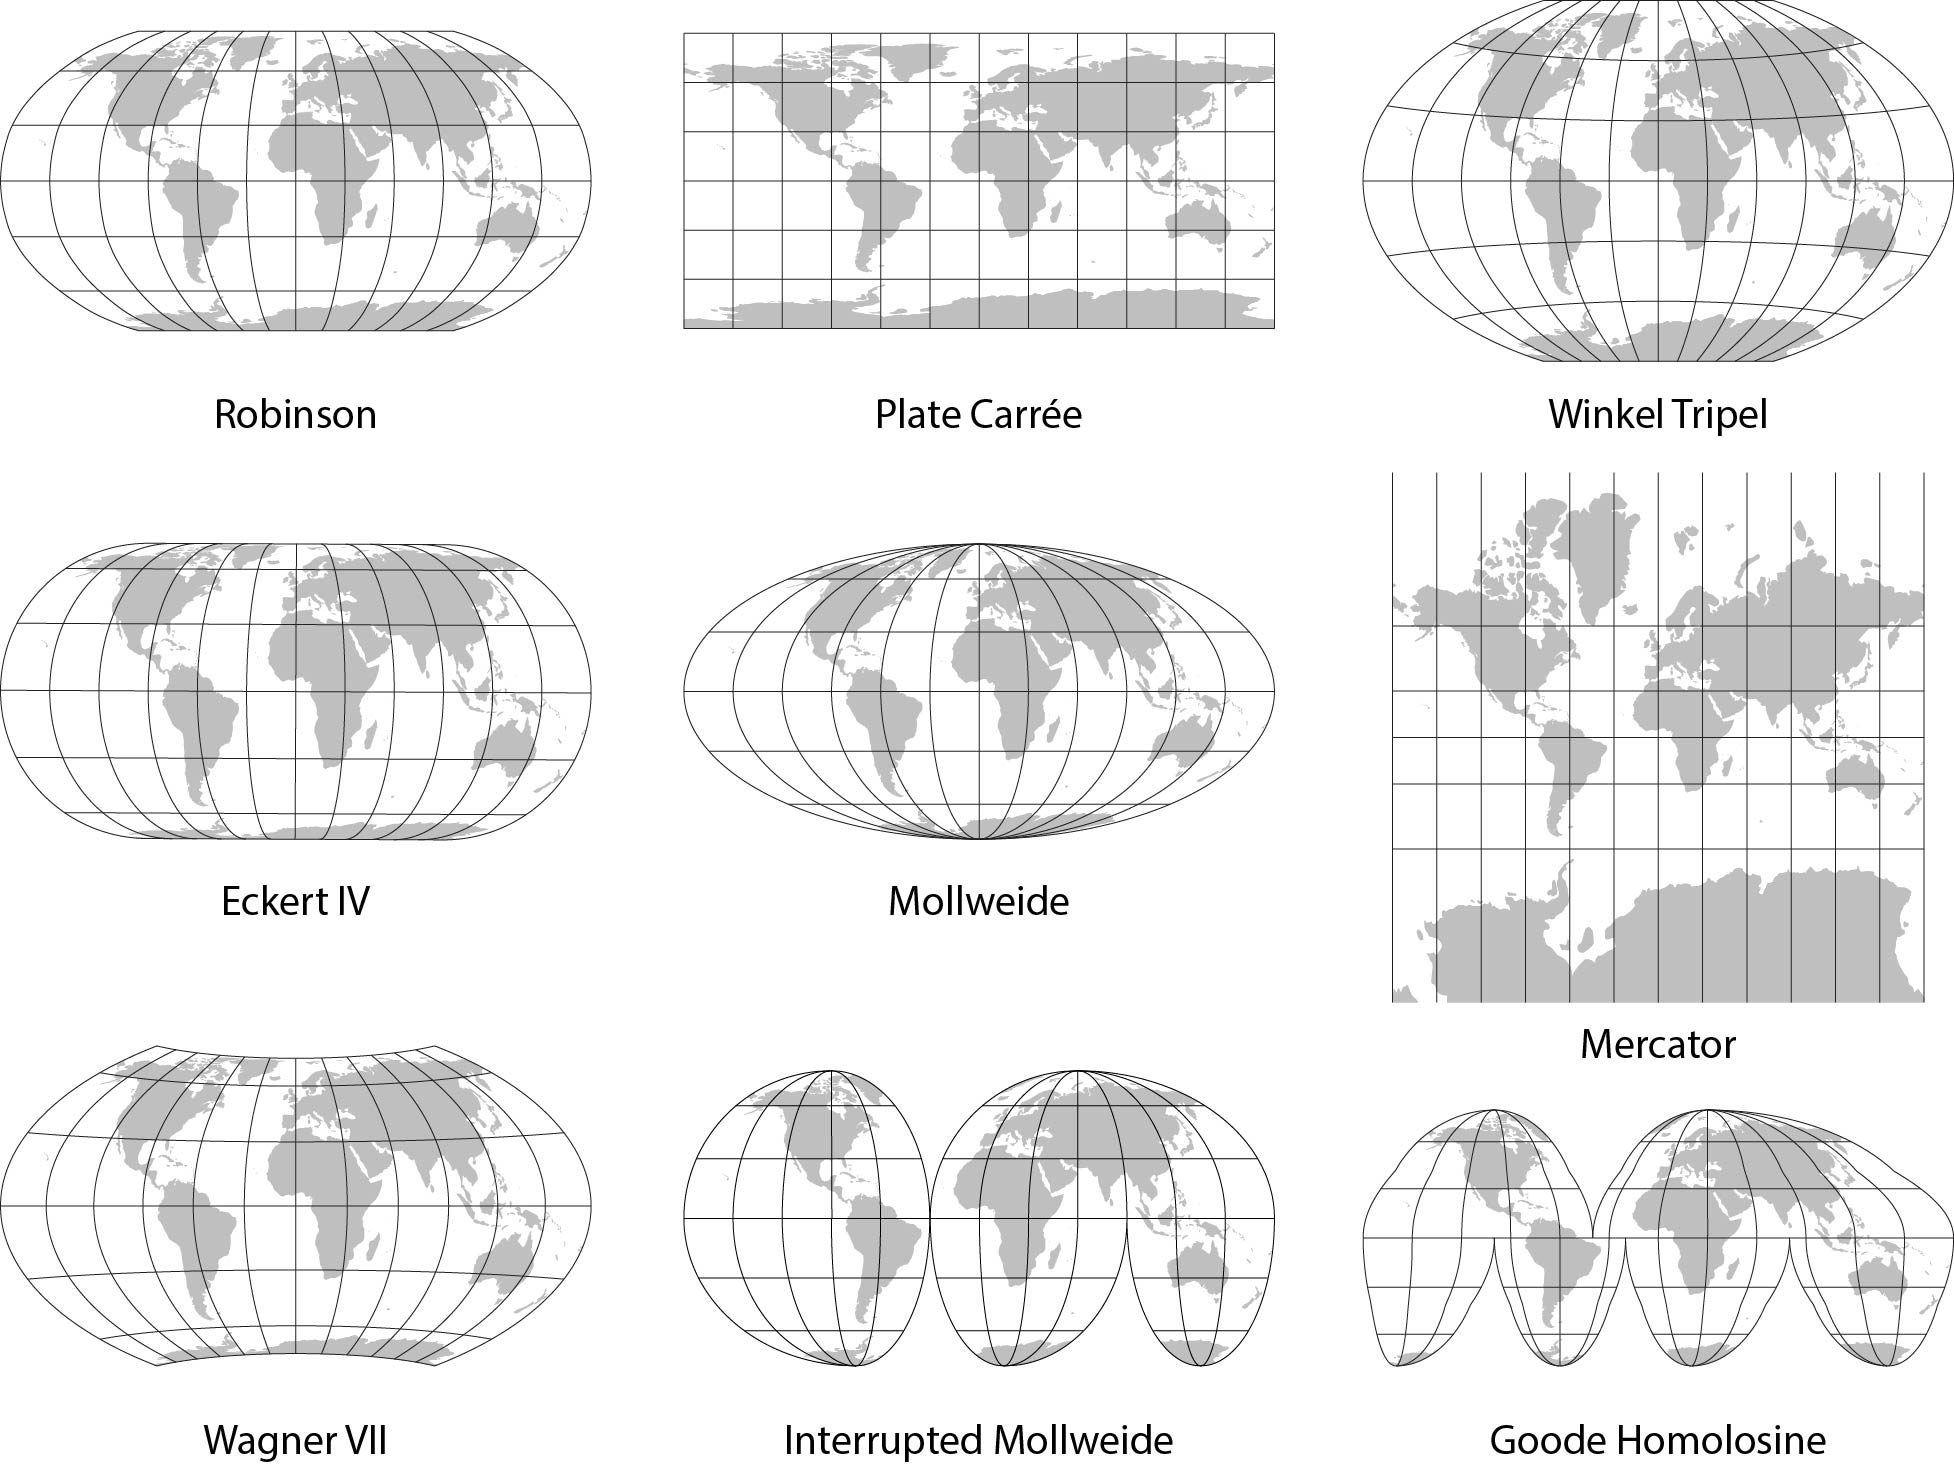 Robinson
Plate Carrée
Winkel Tripel
Eckert IV
Mollweide
Mercator
Wagner VII
Interrupted Mollweide
Goode Homolosine